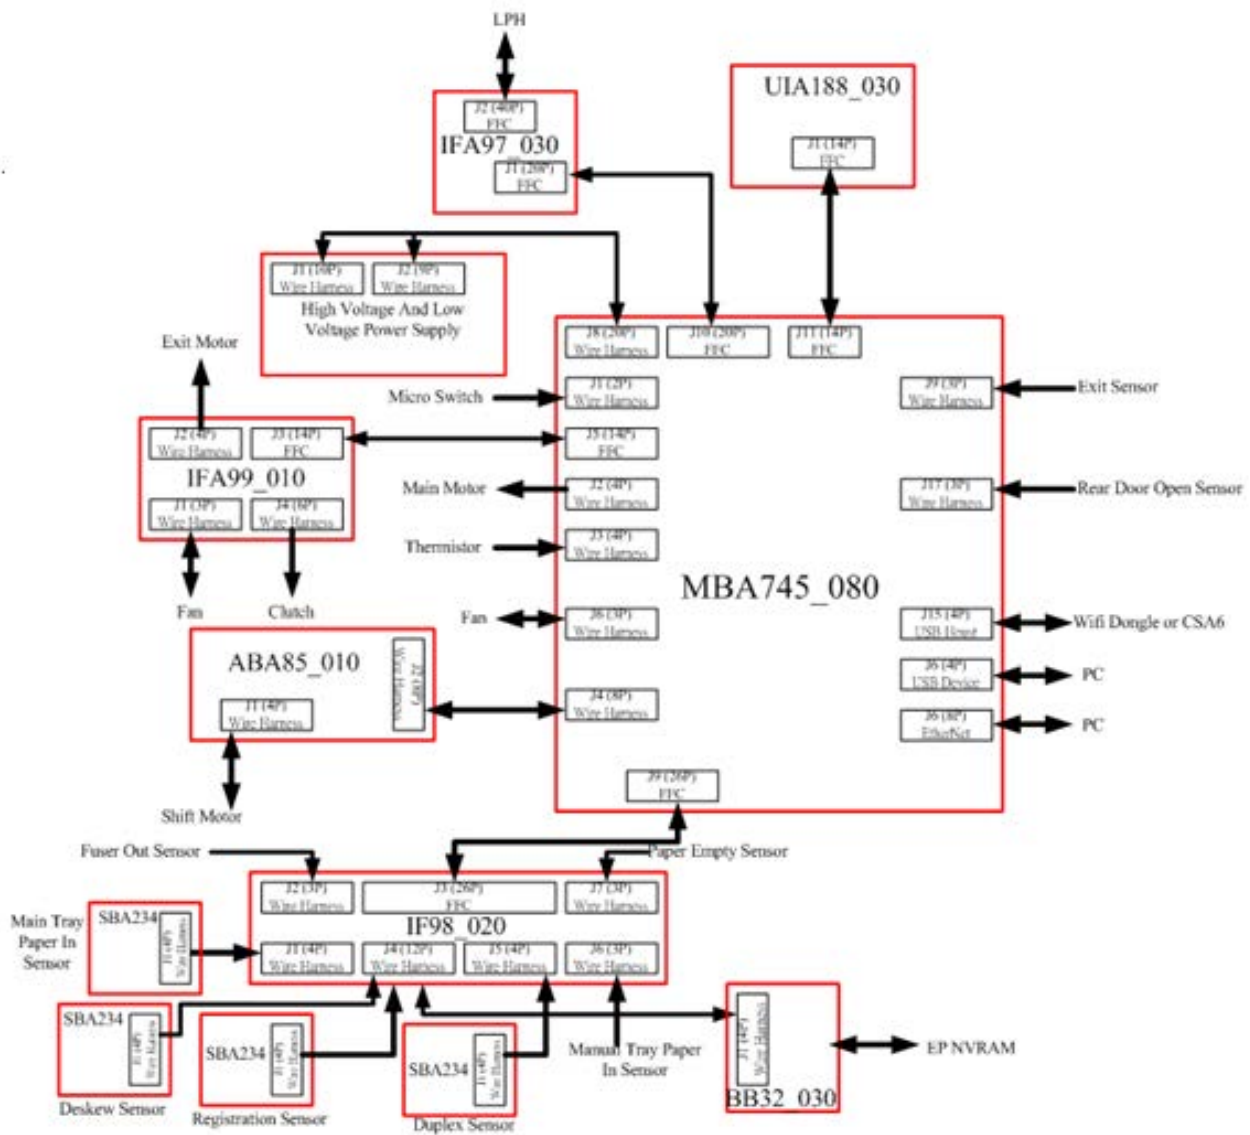 LPH
J2 (40P)
FFC
IFA97_030
J1 (20P)
FFC
UIA188_030
J1 (14P)
FFC
J1 (10P)
Wire Harness
J2 (9P)
Wire Harness
High Voltage And Low
Voltage Power Supply
Exit Motor
J2 (4P)
Wire Harness
J3 (14P)
FFC
IFA99_010
J1 (3P)
Wire Harness
J4 (6P)
Wire Harness
Fan
Clutch
Micro Switch
Main Motor
Thermistor
Fan
J8 (20P)
Wire Harness
J10 (20P)
FFC
J11 (14P)
FFC
J1 (2P)
Wire Harness
J9 (3P)
Wire Harness
Exit Sensor
J5 (14P)
FFC
J2 (4P)
Wire Harness
J17 (3P)
Wire Harness
Rear Door Open Sensor
J3 (4P)
Wire Harness
MBA745_080
J6 (3P)
Wire Harness
J15 (4P)
USB Hosst
Wifi Dongle or CSA6
J6 (4P)
USB Device
PC
J4 (8P)
Wire Harness
J6 (8P)
EtherNet
PC
J9 (26P)
FFC
ABA85_010
J2 (8P)
Wire Harness
J1 (4P)
Wire Harness
Shift Motor
Fuser Out Sensor
Paper Empty Sensor
J2 (3P)
Wire Harness
J3 (26P)
FFC
J7 (3P)
Wire Harness
IF98_020
J1 (4P)
Wire Harness
J4 (12P)
Wire Harness
J5 (4P)
Wire Harness
J6 (3P)
Wire Harness
Main Tray
Paper In
Sensor
SBA234
J1 (4P)
Wire Harness
SBA234
J1 (4P)
Wire Harness
Deskew Sensor
SBA234
J1 (4P)
Wire Harness
Registration Sensor
SBA234
J1 (4P)
Wire Harness
Duplex Sensor
Manual Tray Paper
In Sensor
J1 (4P)
Wire Harness
BB32_030
EP NVRAM